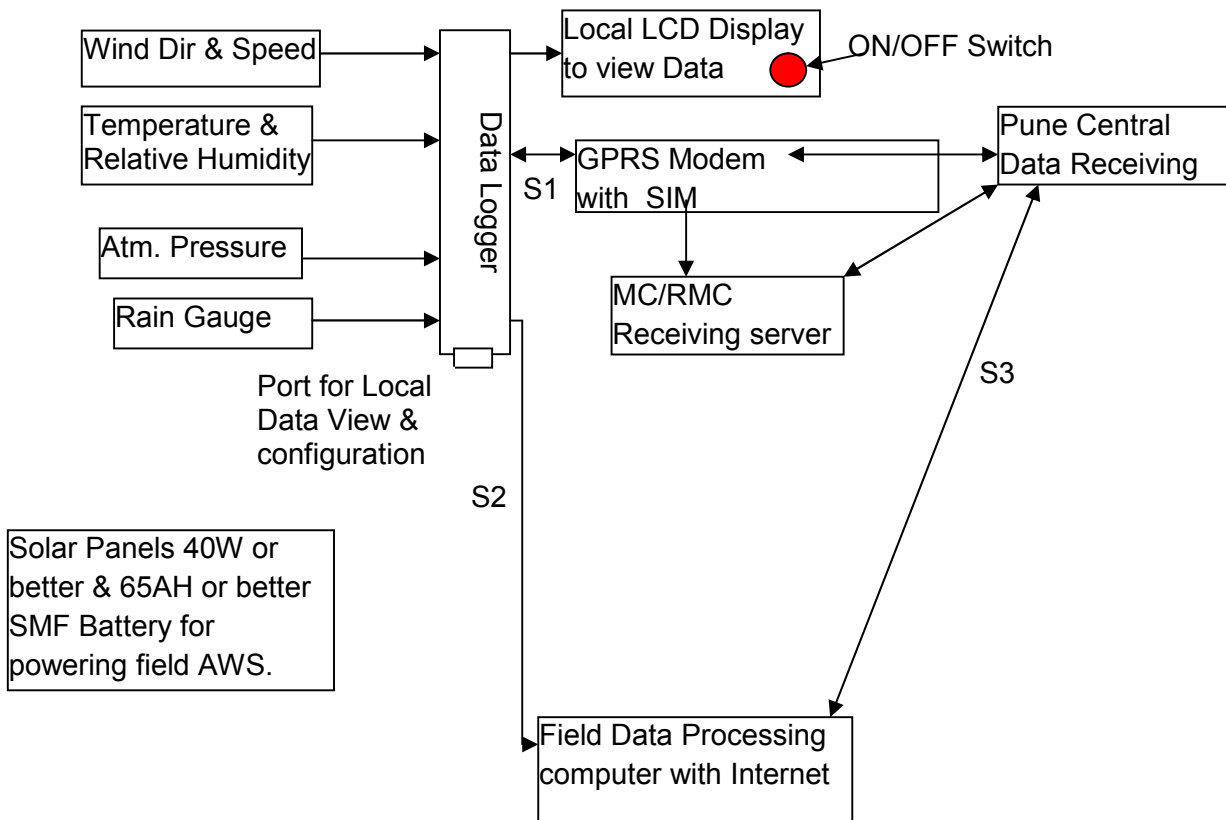 Wind Dir & Speed
Temperature &
Relative Humidity
Atm. Pressure
Rain Gauge
Data Logger
Port for Local
Data View &
configuration
Local LCD Display
to view Data
ON/OFF Switch
S1
GPRS Modem
with SIM
Pune Central
Data Receiving
MC/RMC
Receiving server
S3
S2
Solar Panels 40W or
better & 65AH or better
SMF Battery for
powering field AWS.
Field Data Processing
computer with Internet